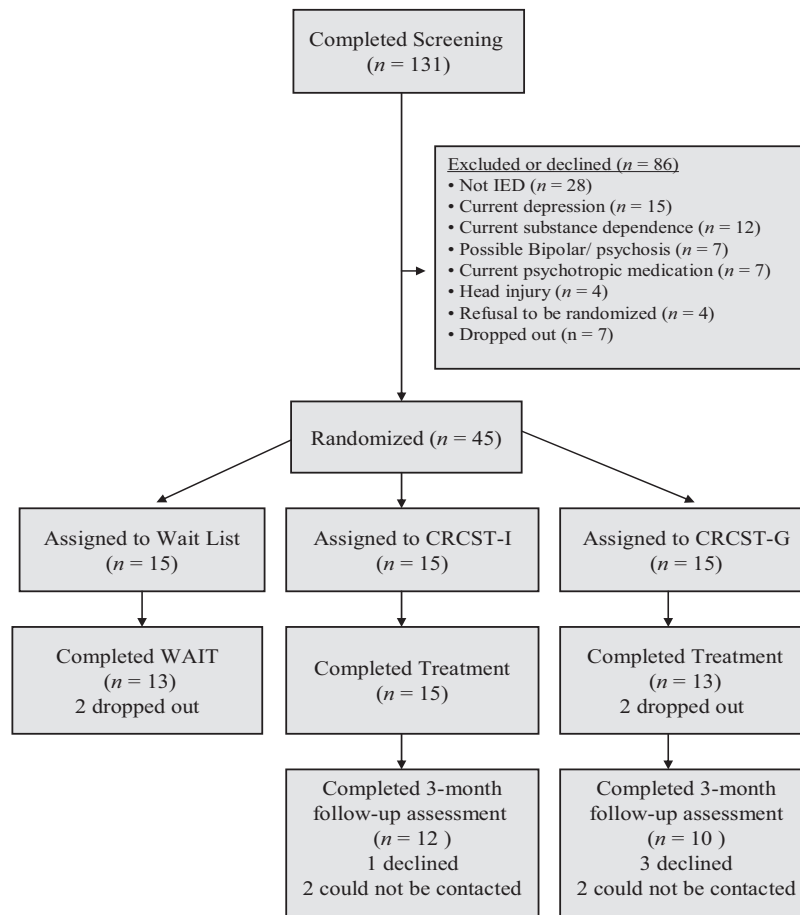 Completed Screening
(n = 131)
Excluded or declined (n = 86)
• Not IED (n = 28)
• Current depression (n = 15)
• Current substance dependence (n = 12)
• Possible Bipolar/ psychosis (n = 7)
• Current psychotropic medication (n = 7)
• Head injury (n = 4)
• Refusal to be randomized (n = 4)
• Dropped out (n = 7)
Randomized (n = 45)
Assigned to Wait List
(n = 15)
Assigned to CRCST-I
(n = 15)
Assigned to CRCST-G
(n = 15)
Completed WAIT
(n = 13)
2 dropped out
Completed Treatment
(n = 15)
Completed Treatment
(n = 13)
2 dropped out
Completed 3-month
follow-up assessment
(n = 12 )
1 declined
2 could not be contacted
Completed 3-month
follow-up assessment
(n = 10 )
3 declined
2 could not be contacted